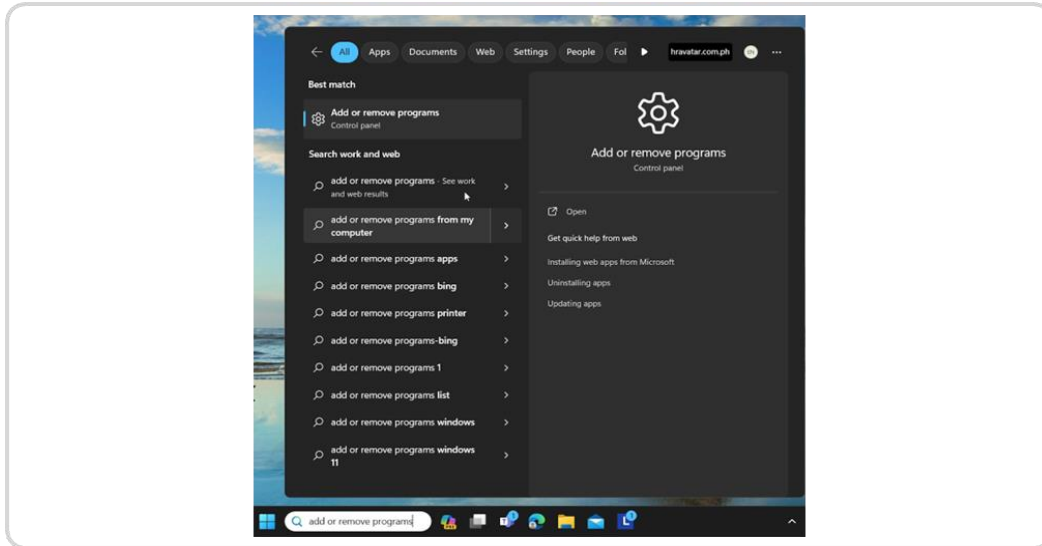 All Apps Documents Web Settings People Fol hravatar.com.ph
Best match
Add or remove programs
Control panel
Search work and web
add or remove programs - See work
and web results
add or remove programs from my
computer
add or remove programs apps
add or remove programs bing
add or remove programs printer
add or remove programs-bing
add or remove programs 1
add or remove programs list
add or remove programs windows
add or remove programs windows
11
Add or remove programs
Control panel
Open
Get quick help from web
Installing web apps from Microsoft
Uninstalling apps
Updating apps
add or remove programs